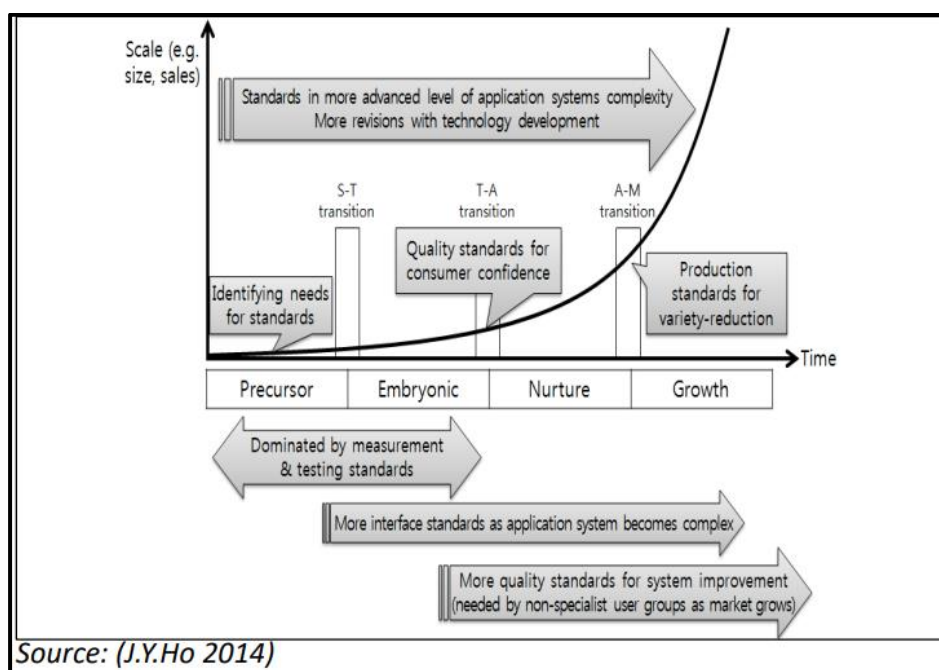 Scale (e.g.
size, sales)
Standards in more advanced level of application systems complexity
More revisions with technology development
S-T
transition
T-A
transition
A-M
transition
Identifying needs
for standards
Quality standards for
consumer confidence
Production
standards for
variety-reduction
Time
Precursor
Embryonic
Nurture
Growth
Dominated by measurement
& testing standards
More interface standards as application system becomes complex
More quality standards for system improvement
(needed by non-specialist user groups as market grows)
Source: (J.Y.Ho 2014)